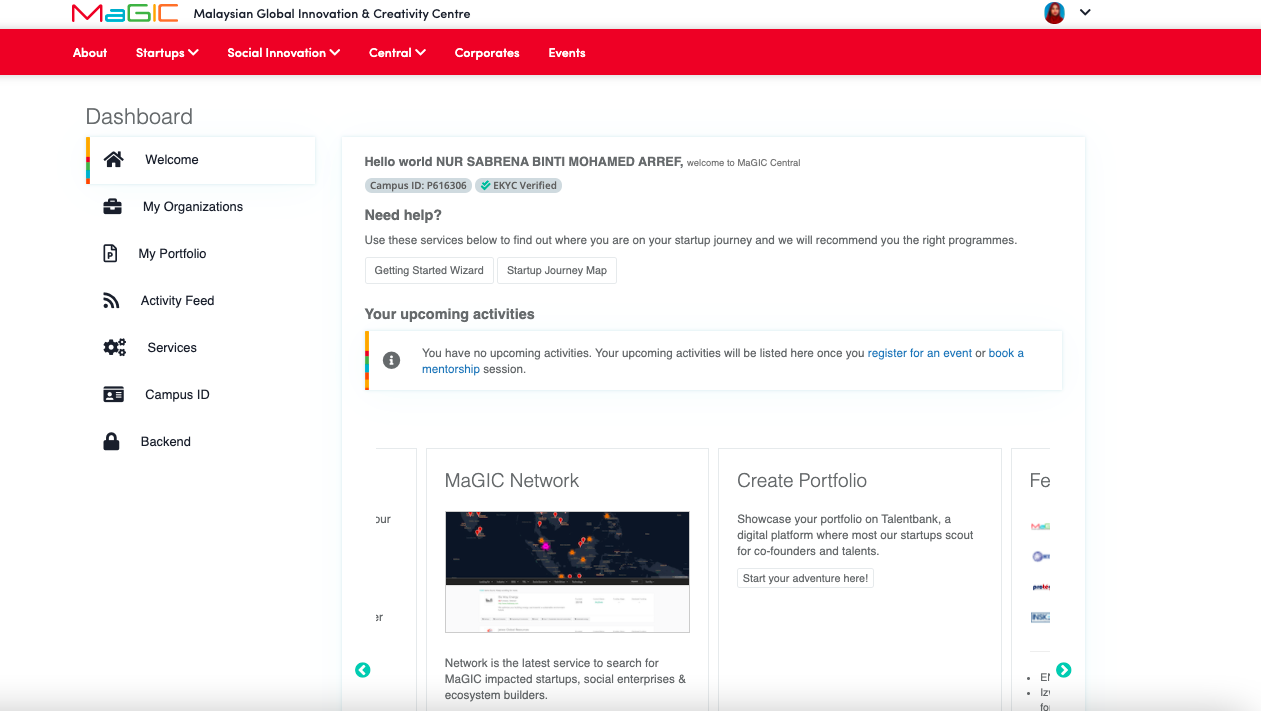 MaGIC Malaysian Global Innovation & Creativity Centre
About Startups Social Innovation Central Corporates Events
Dashboard
Welcome
My Organizations
My Portfolio
Activity Feed
Services
Campus ID
Backend
Hello world NUR SABRENA BINTI MOHAMED ARREF, welcome to MaGIC Central
Campus ID: P616306 EKYC Verified
Need help?
Use these services below to find out where you are on your startup journey and we will recommend you the right programmes.
Getting Started Wizard Startup Journey Map
Your upcoming activities
You have no upcoming activities. Your upcoming activities will be listed here once you register for an event or book a
mentorship session.
our
er
MaGIC Network
Network is the latest service to search for
MaGIC impacted startups, social enterprises &
ecosystem builders.
Create Portfolio
Showcase your portfolio on Talentbank, a
digital platform where most our startups scout
for co-founders and talents.
Start your adventure here!
Fe